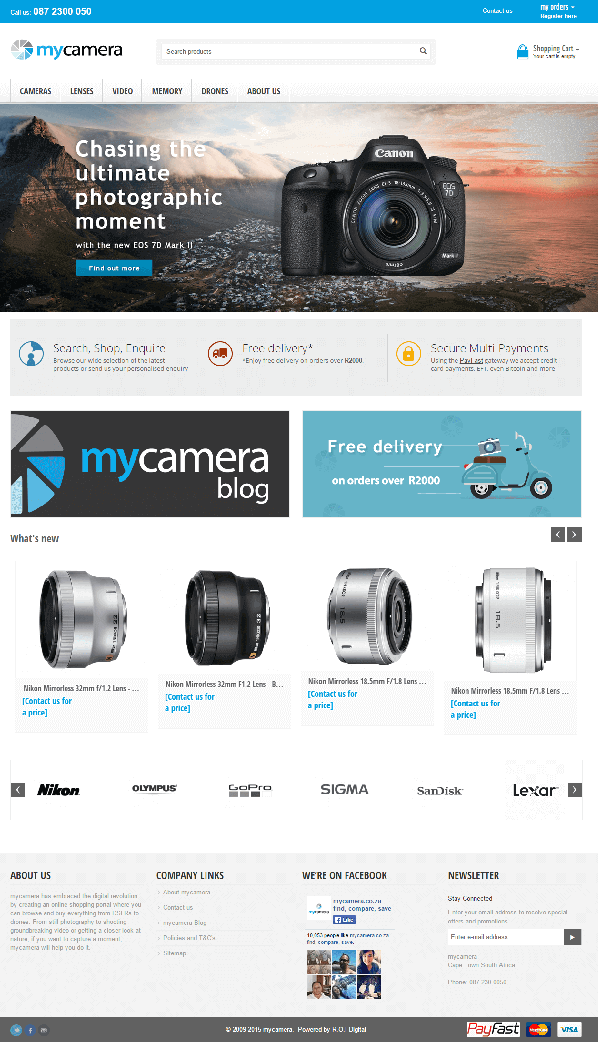 Call us: 087 2300 050
Contact us
my orders
Register here
mycamera
Search products
Shopping Cart -
Your cart is empty
CAMERAS
LENSES
VIDEO
MEMORY
DRONES
ABOUT US
Chasing the
ultimate
photographic
moment
with the new EOS 7D Mark II
Find out more
Canon
EOS
7D
Mark II
Search, Shop, Enquire
Browse our wide selection of the latest
products or send us your personalised enquiry
Free delivery*
*Enjoy free delivery on orders over R2000.
Secure Multi Payments
Using the PayFast gateway we accept credit
card payments, EFT, even Bitcoin and more
mycamera
blog
Free delivery
on orders over R2000
What's new
Nikon Mirrorless 32mm f/1.2 Lens - ...
[Contact us for
a price]
Nikon Mirrorless 32mm F1.2 Lens - B...
[Contact us for
a price]
Nikon Mirrorless 18.5mm F/1.8 Lens ...
[Contact us for
a price]
Nikon Mirrorless 18.5mm F/1.8 Lens ...
[Contact us for
a price]
Nikon
OLYMPUS
GoPro
SIGMA
SanDisk
Lexar
ABOUT US
mycamera has embraced the digital revolution
by creating an online shopping portal where you
can browse and buy everything from DSLRs to
drones. From still photography to shooting
groundbreaking video or getting a closer look at
nature, if you want to capture a moment,
mycamera will help you do it.
COMPANY LINKS
About mycamera
Contact us
mycamera Blog
Policies and T&C's
Sitemap
WE'RE ON FACEBOOK
mycamera.co.za
find, compare, save
Like
people like mycamera.co.za
find, compare, save.
NEWSLETTER
Stay Connected
Enter your email address to receive special
offers and promotions
Enter e-mail address
mycamera
Cape Town, South Africa
Phone: 087 230 0050
© 2009 2015 mycamera. Powered by R.O. Digital
PayFast
MasterCard
VISA